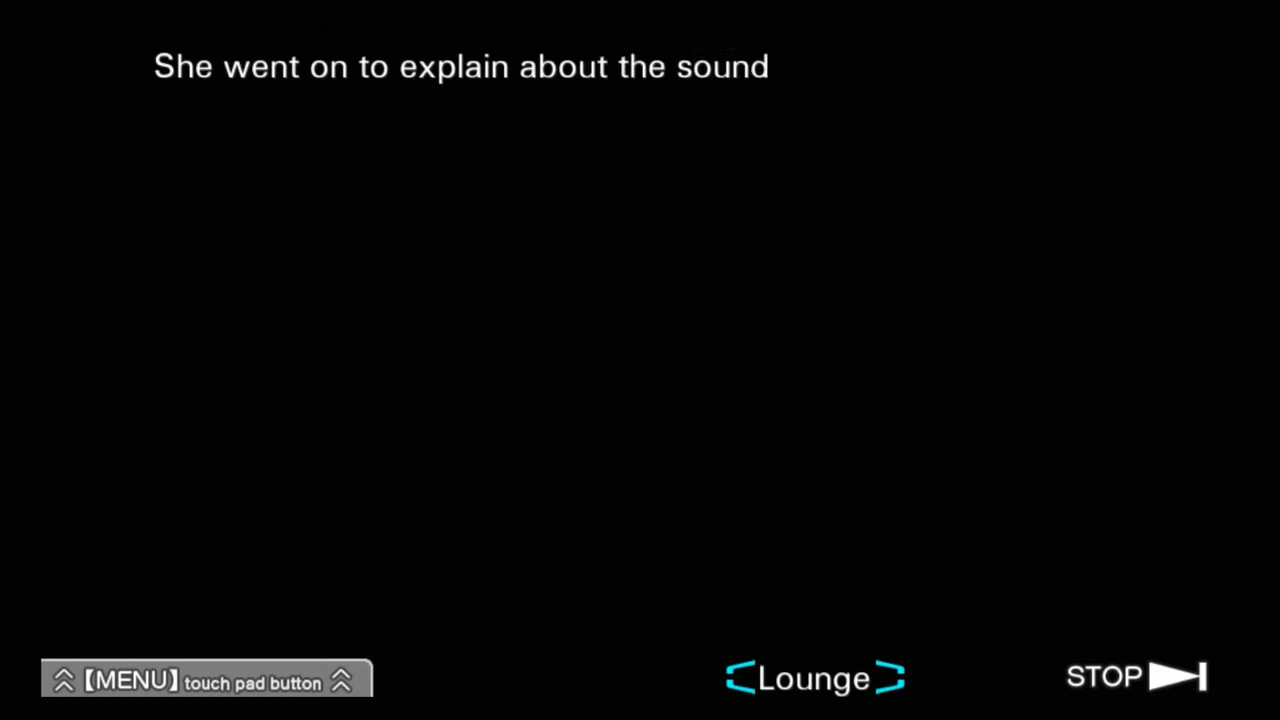 She went on to explain about the sound
【MENU】 touch pad button
Lounge
STOP